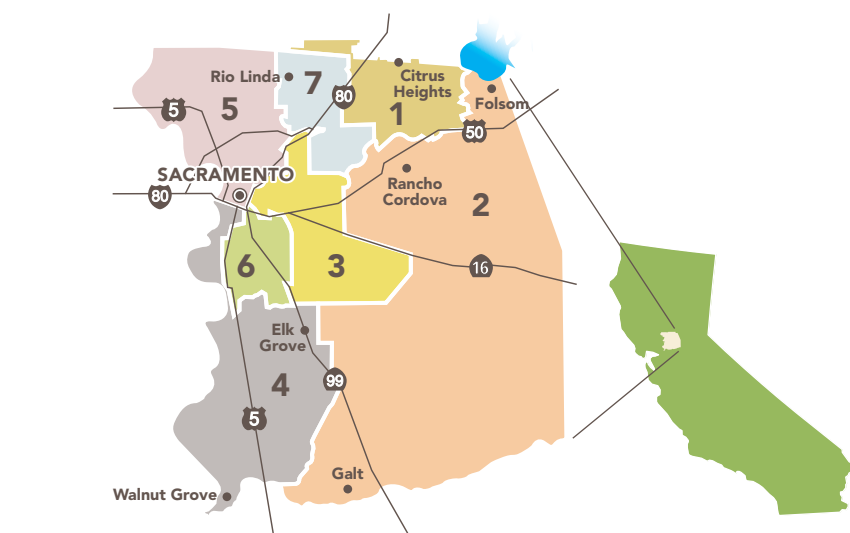 Rio Linda
7
80
Citrus
Heights
5
5
1
Folsom
50
SACRAMENTO
80
Rancho
Cordova
2
6
3
16
Elk
Grove
4
99
5
Galt
Walnut Grove